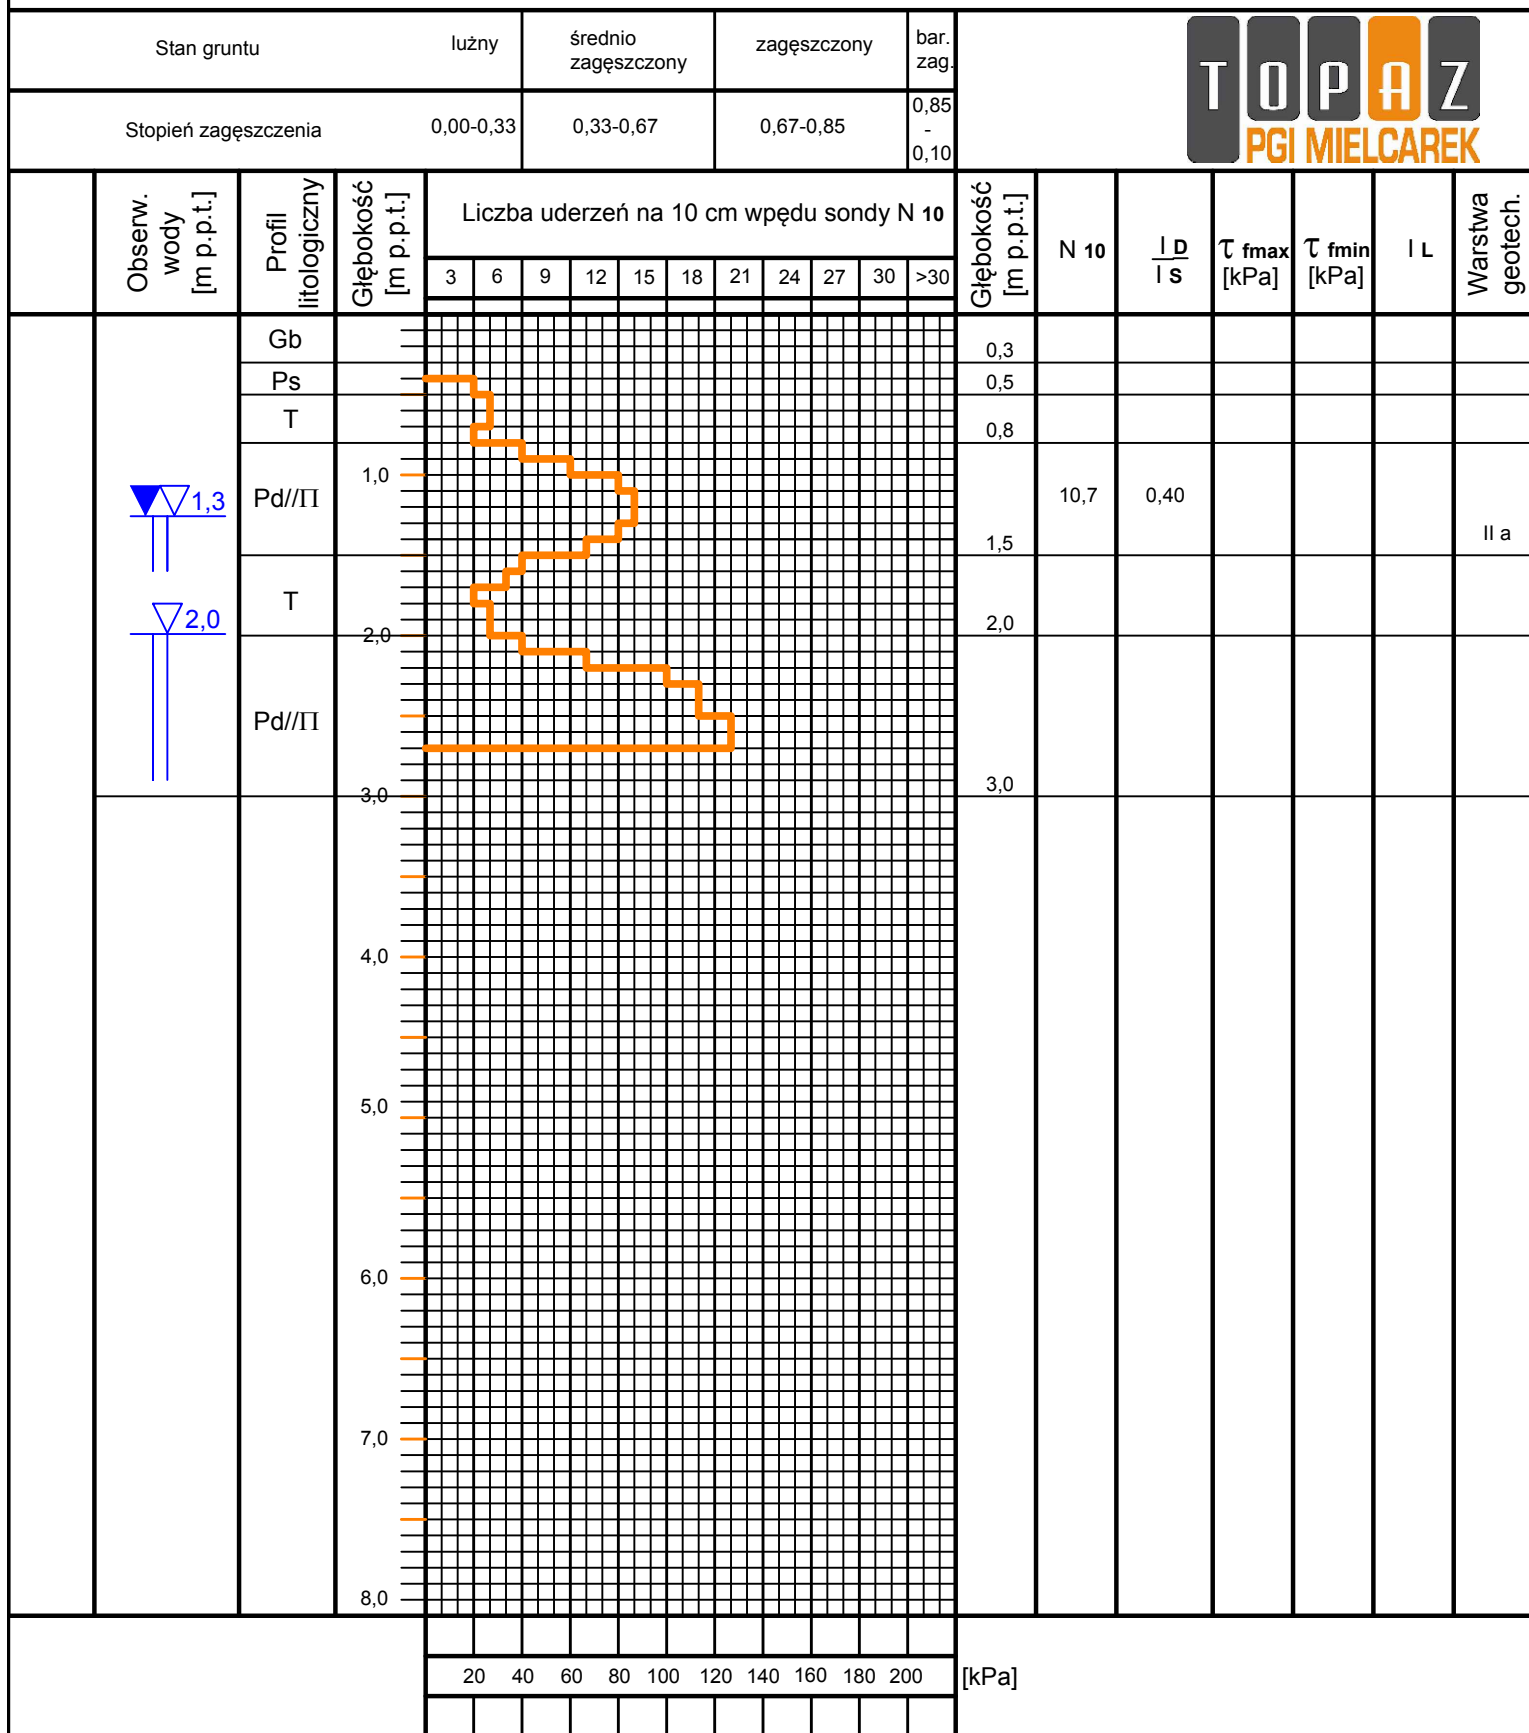 Stan gruntu
luźny
średnio
zagęszczony
zagęszczony
bar.
zag.
Stopień zagęszczenia
0,00-0,33
0,33-0,67
0,67-0,85
0,85
-
0,10
TOPAZ
PGI MIELCAREK
Obserw.
wody
[m p.p.t.]
Profil
litologiczny
Głębokość
[m p.p.t.]
Liczba uderzeń na 10 cm wpędu sondy N 10
3 6 9 12 15 18 21 24 27 30 >30
Głębokość
[m p.p.t.]
N 10
I D
I S
τ fmax
[kPa]
τ fmin
[kPa]
I L
Warstwa
geotech.
Gb
0,3
Ps
0,5
T
0,8
1,0
1,3
Pd//Π
10,7
0,40
1,5
II a
T
2,0
2,0
2,0
Pd//Π
3,0
3,0
4,0
5,0
6,0
7,0
8,0
20 40 60 80 100 120 140 160 180 200 [kPa]